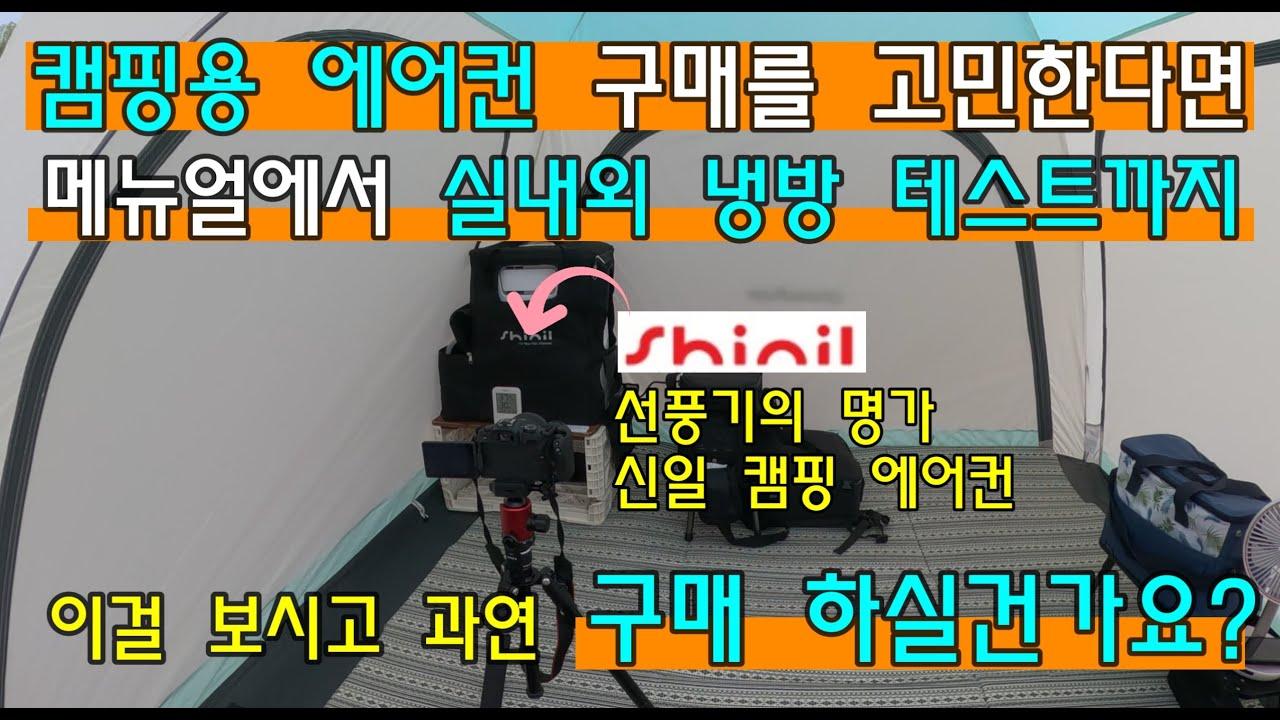 캠핑용 에어컨 구매를 고민한다면
메뉴얼에서 실내외 냉방 테스트까지
Shinil
Shinil
선풍기의 명가
신일 캠핑 에어컨
이걸 보시고 과연 구매 하실건가요?